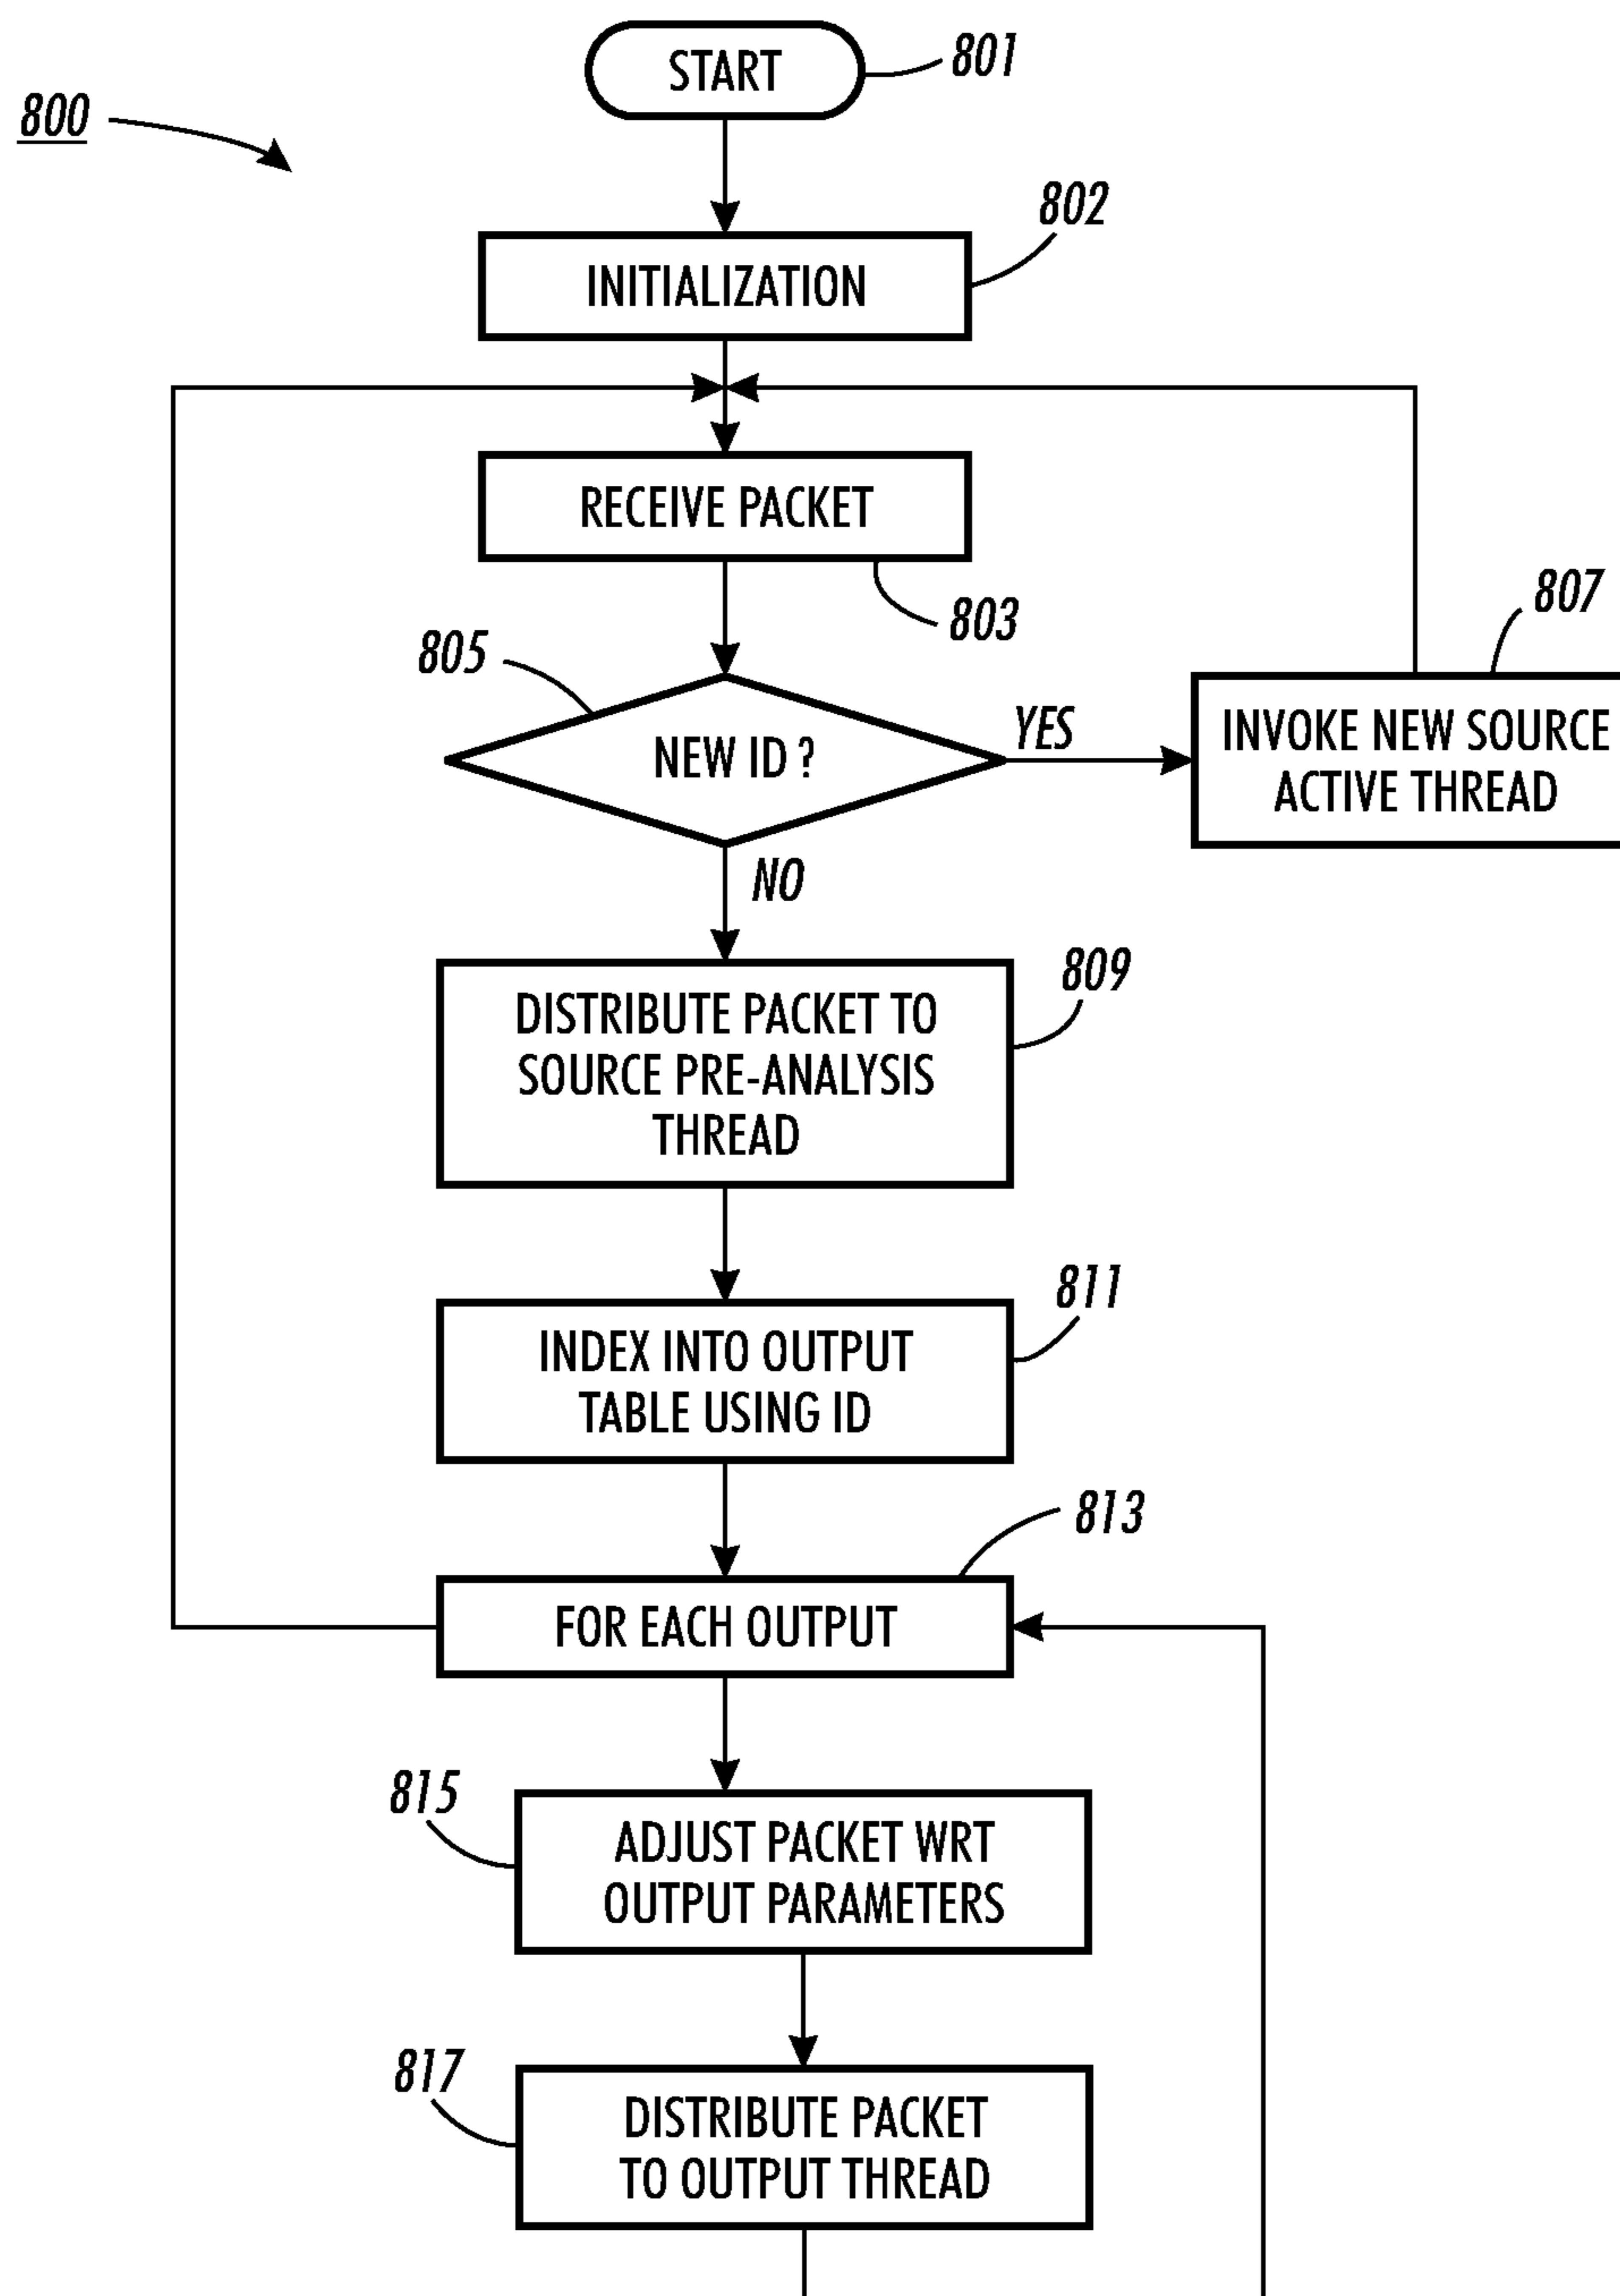 START
801
800
802
INITIALIZATION
RECEIVE PACKET
803
807
805
NEW ID ?
YES
INVOKE NEW SOURCE
ACTIVE THREAD
NO
809
DISTRIBUTE PACKET TO
SOURCE PRE-ANALYSIS
THREAD
811
INDEX INTO OUTPUT
TABLE USING ID
813
FOR EACH OUTPUT
815
ADJUST PACKET WRT
OUTPUT PARAMETERS
817
DISTRIBUTE PACKET
TO OUTPUT THREAD